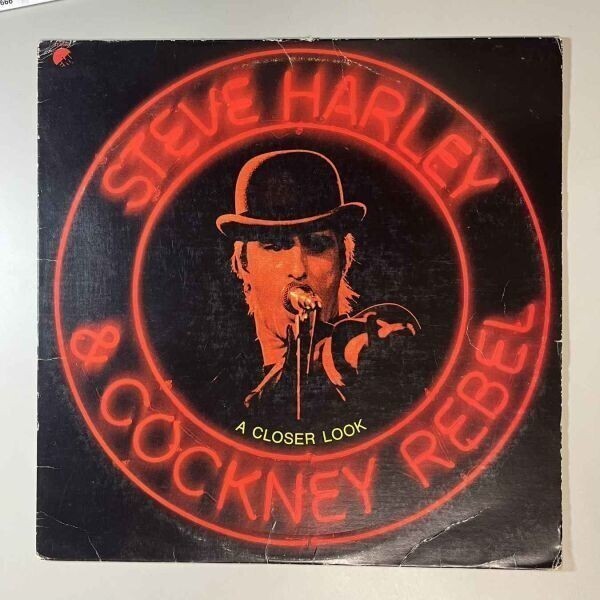 STEVE HARLEY
& COCKNEY REBEL
A CLOSER LOOK